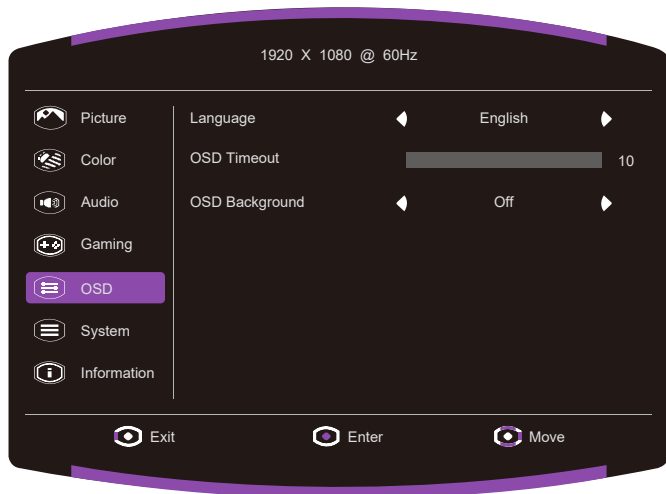 1920 X 1080 @ 60Hz
Picture
Language
English
Color
OSD Timeout
10
Audio
OSD Background
Off
Gaming
OSD
System
Information
Exit
Enter
Move